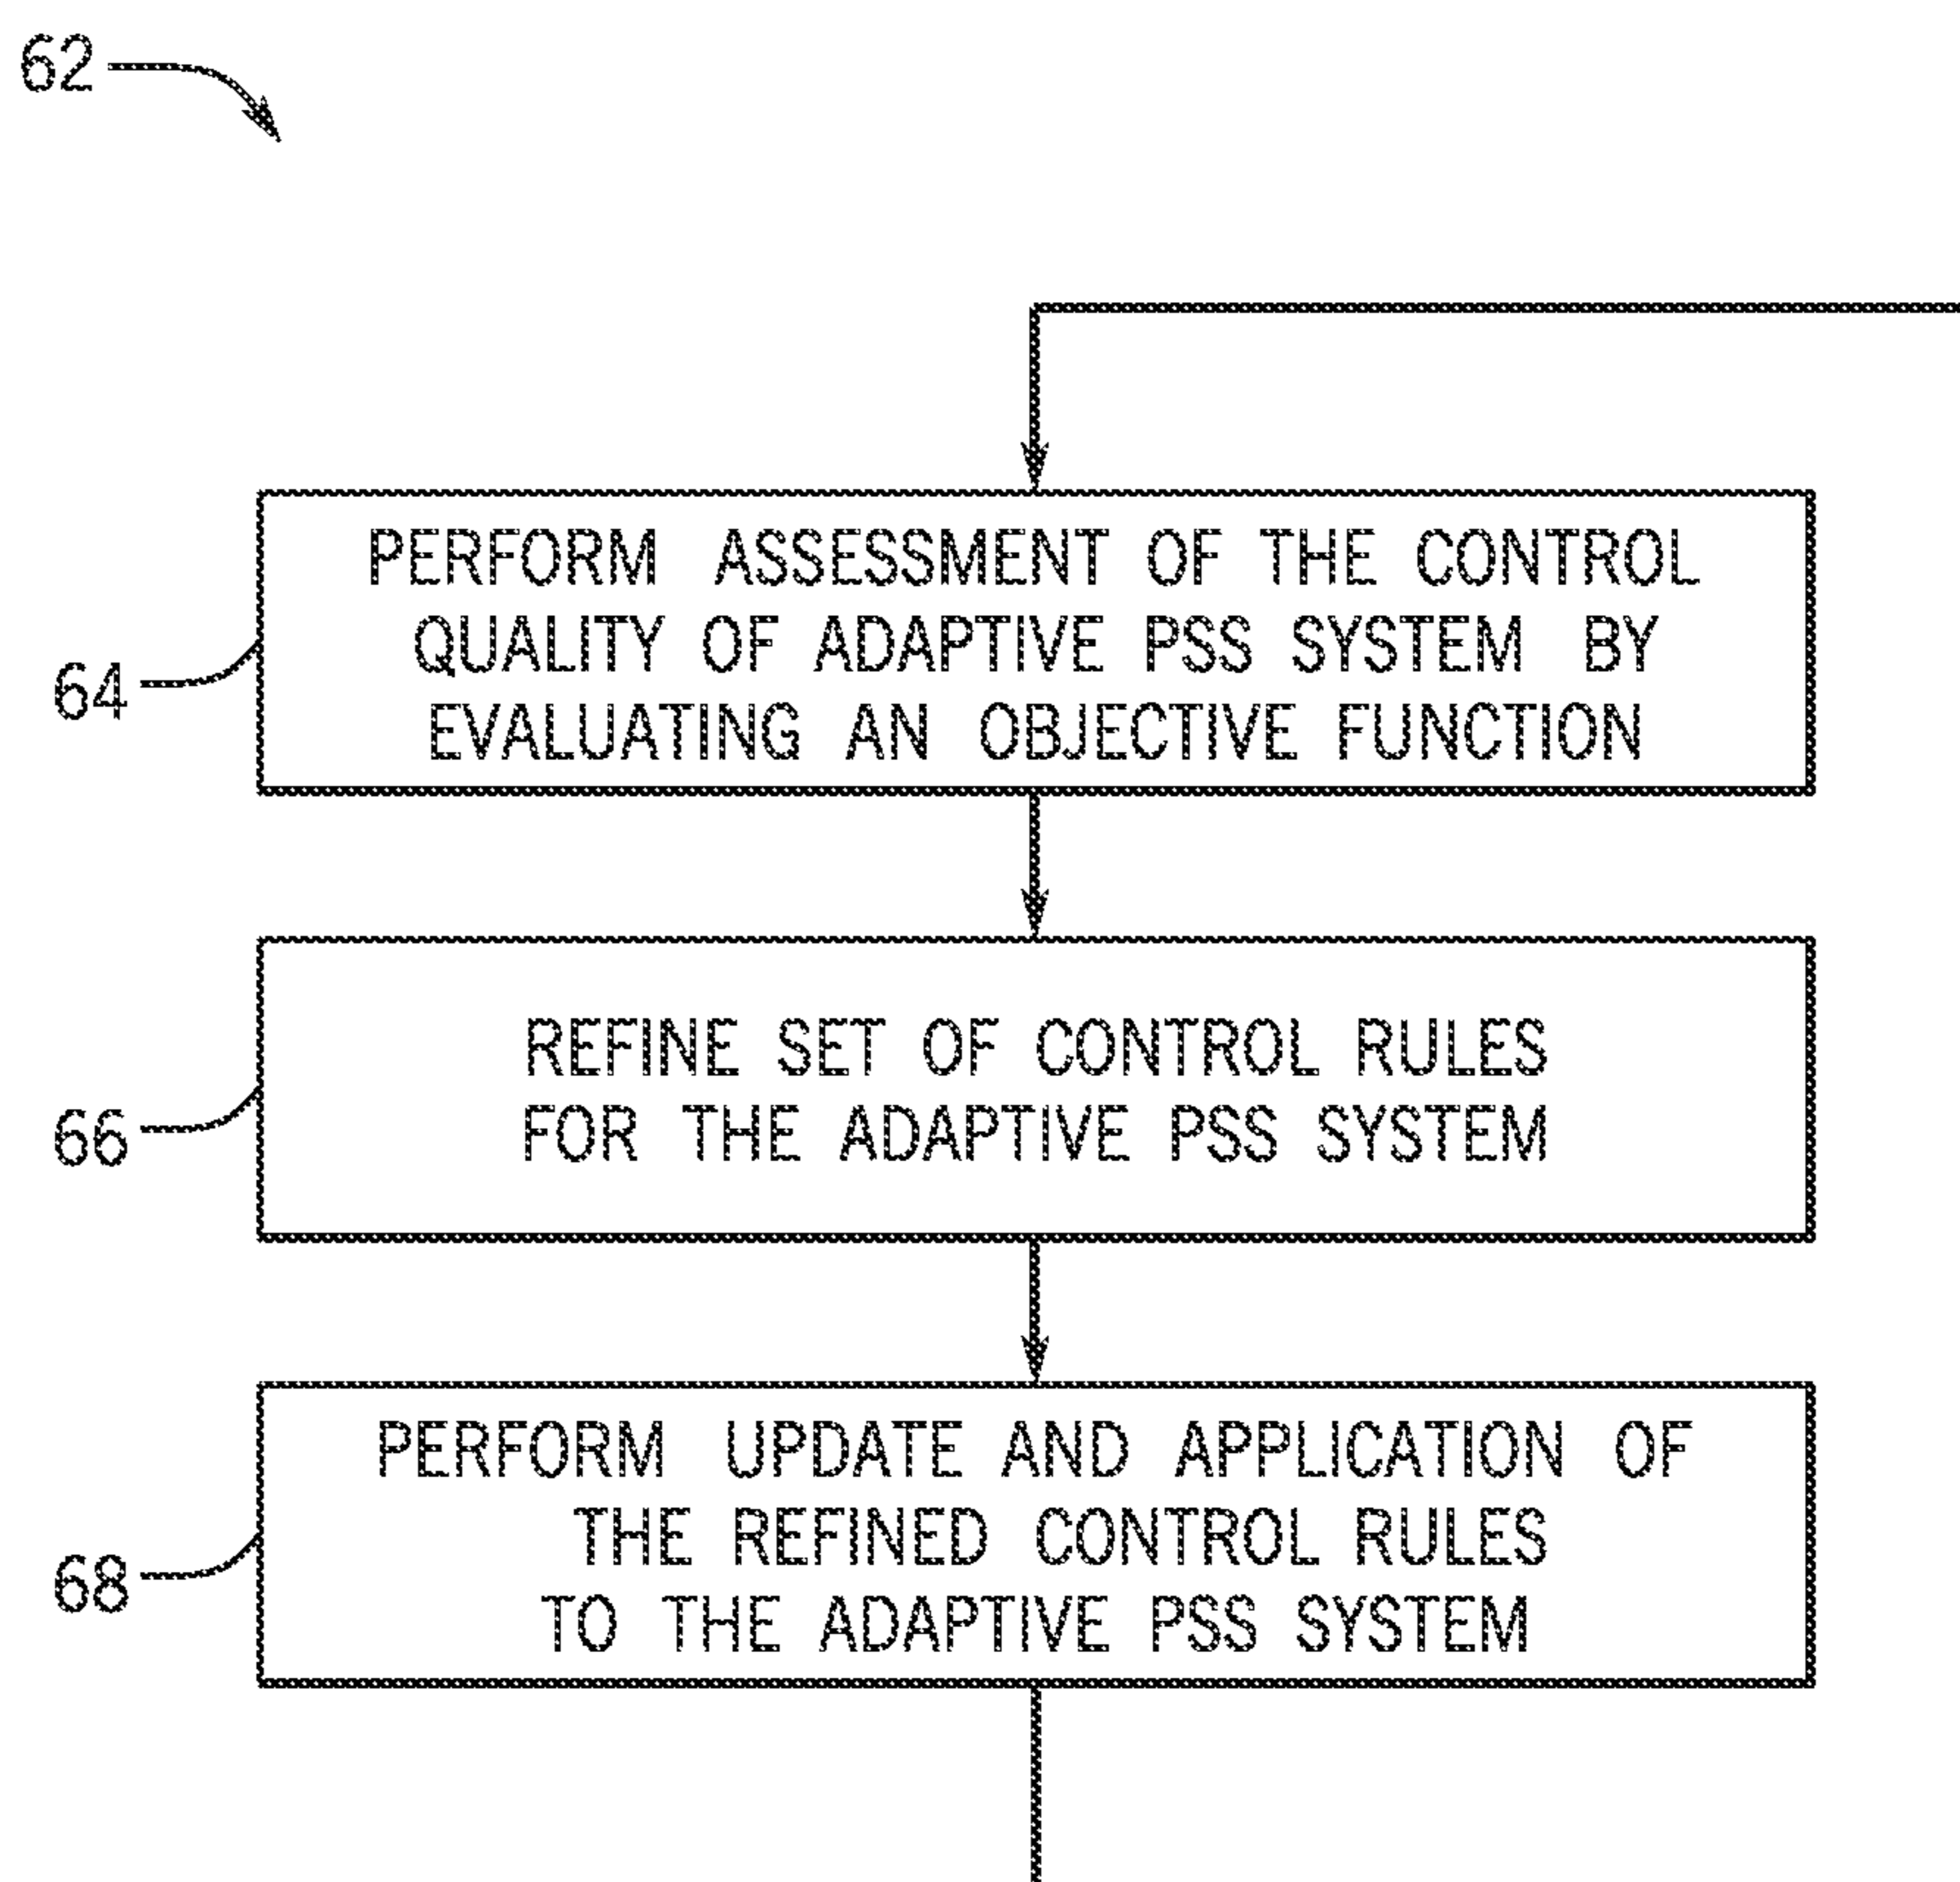 62
PERFORM ASSESSMENT OF THE CONTROL
QUALITY OF ADAPTIVE PSS SYSTEM BY
EVALUATING AN OBJECTIVE FUNCTION
64
REFINE SET OF CONTROL RULES
FOR THE ADAPTIVE PSS SYSTEM
66
PERFORM UPDATE AND APPLICATION OF
THE REFINED CONTROL RULES
TO THE ADAPTIVE PSS SYSTEM
68